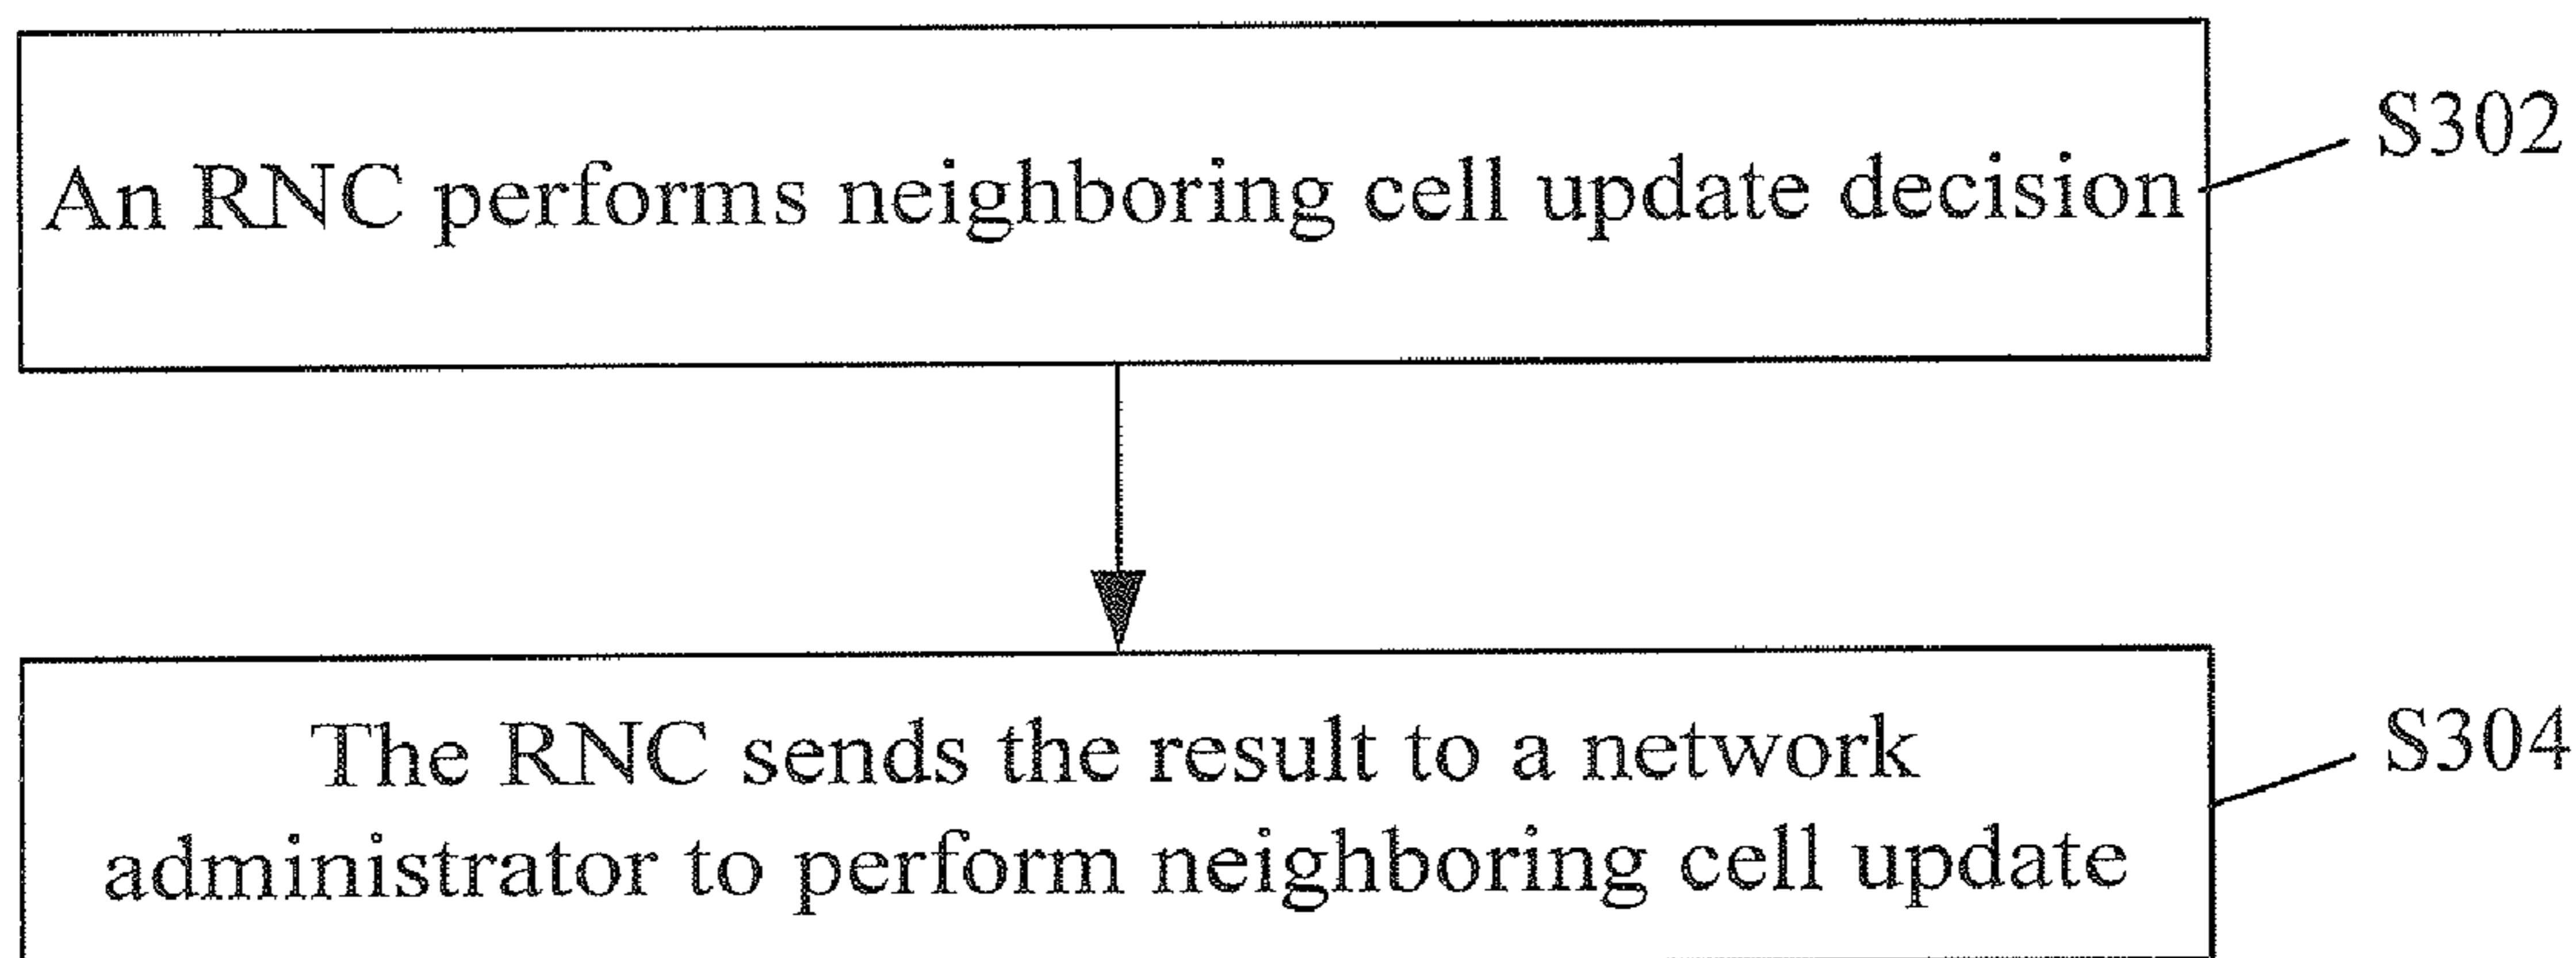 An RNC performs neighboring cell update decision
S302
The RNC sends the result to a network
administrator to perform neighboring cell update
S304